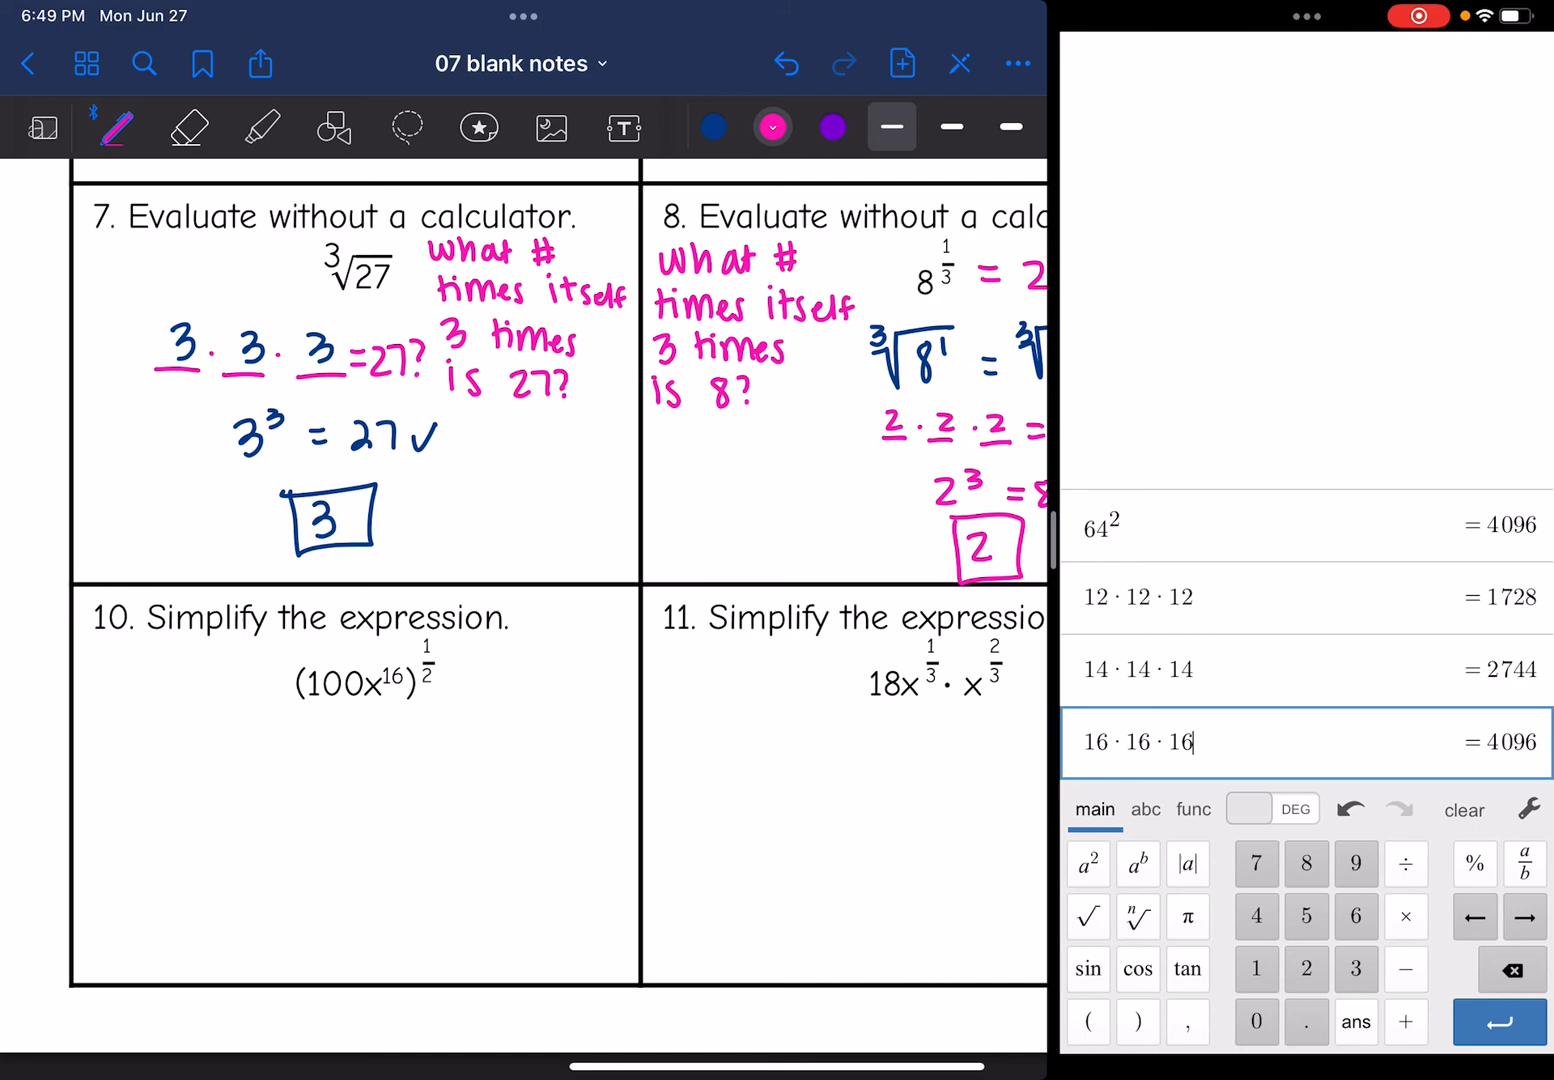 6:49 PM Mon Jun 27
07 blank notes
7. Evaluate without a calculator.
∛27
what #
times itself
3 times
is 27?
3 · 3 · 3 = 27?
3³ = 27 ✓
3
8. Evaluate without a calc
8^(1/3) = 2
what #
times itself
3 times
is 8?
∛8¹ = ∛
2 · 2 · 2 =
2³ = 8
2
10. Simplify the expression.
(100x¹⁶)^(1/2)
11. Simplify the expressio
18x^(1/3) · x^(2/3)
64² = 4096
12 · 12 · 12 = 1728
14 · 14 · 14 = 2744
16 · 16 · 16 = 4096
main abc func DEG clear
a² aᵇ |a| 7 8 9 ÷ % a/b
√ ⁿ√ π 4 5 6 × ← →
sin cos tan 1 2 3 −
( ) , 0 . ans +